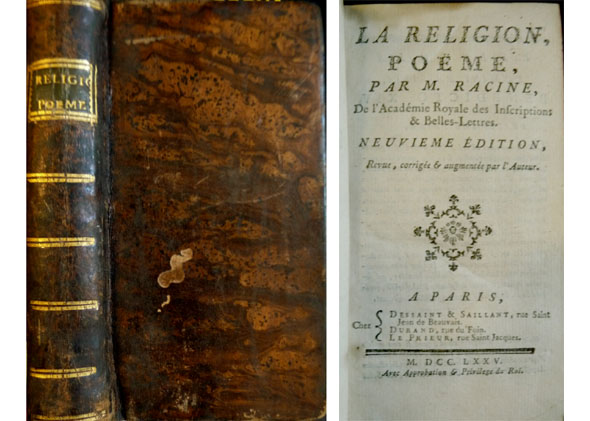 RELIGIO
POEME
LA RELIGION,
POËME,
PAR M. RACINE,
De l'Académie Royale des Inscriptions
& Belles-Lettres.
NEUVIEME ÉDITION,
Revue, corrigée & augmentée par l'Auteur.
A PARIS,
Chez
DESSAINT & SAILLANT, rue Saint
Jean de Beauvais.
DURAND, rue du Foin.
LE PRIEUR, rue Saint Jacques.
M. DCC. LXXV.
Avec Approbation & Privilege du Roi.